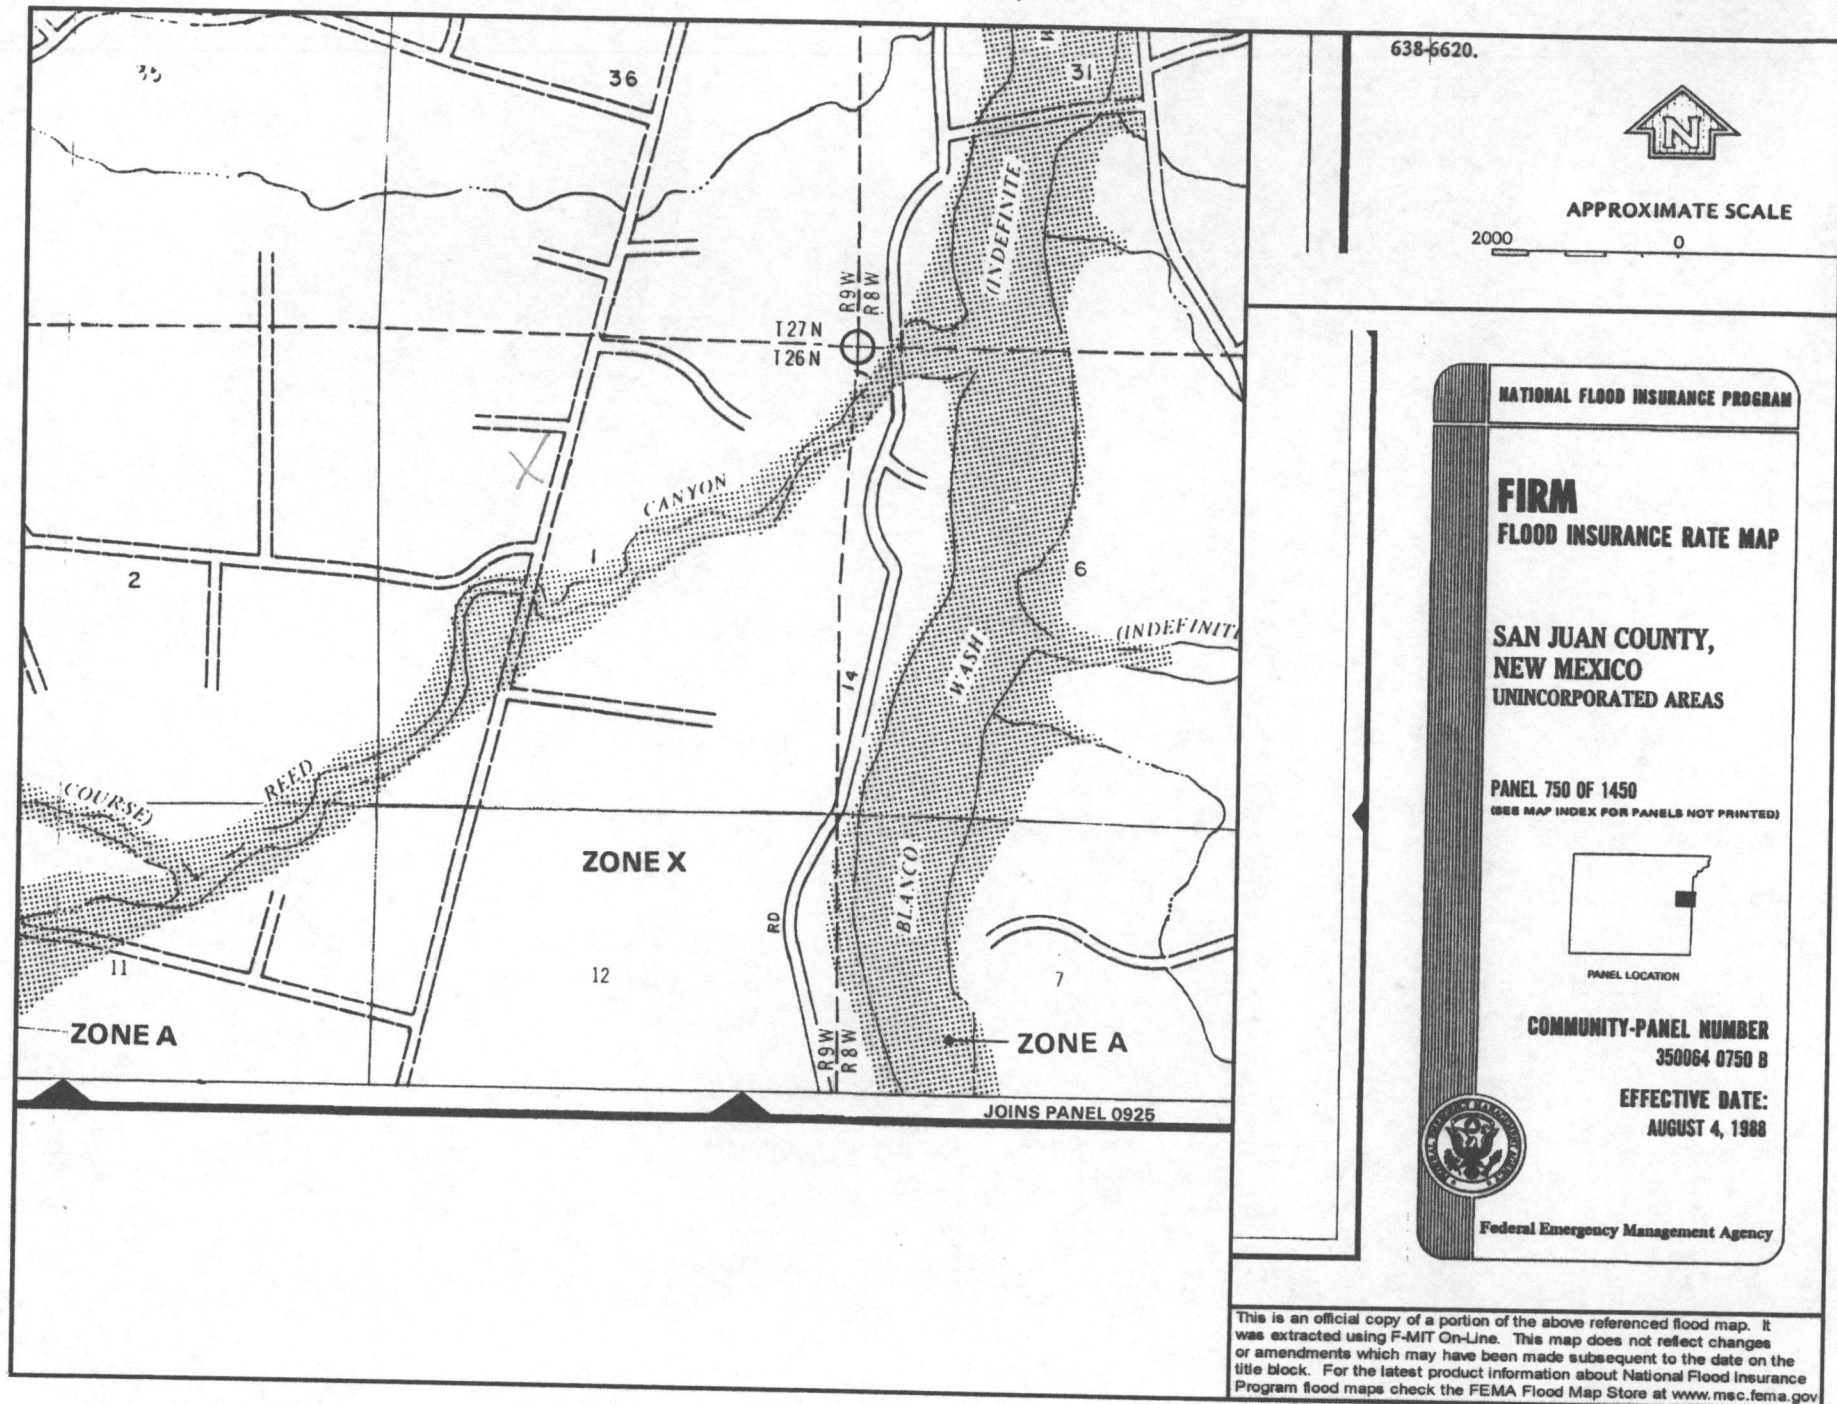 35
36
31
W
(INDEFINITE
R9W
R8W
T27N
T26N
CANYON
2
1
6
(INDEFINIT
WASH
14
REED
COURSE)
ZONE X
BLANCO
RD
11
12
7
ZONE A
R9W
R8W
ZONE A
JOINS PANEL 0925
638-6620.
N
APPROXIMATE SCALE
2000 0
NATIONAL FLOOD INSURANCE PROGRAM
FIRM
FLOOD INSURANCE RATE MAP
SAN JUAN COUNTY,
NEW MEXICO
UNINCORPORATED AREAS
PANEL 750 OF 1450
(SEE MAP INDEX FOR PANELS NOT PRINTED)
PANEL LOCATION
COMMUNITY-PANEL NUMBER
350064 0750 B
EFFECTIVE DATE:
AUGUST 4, 1988
Federal Emergency Management Agency
This is an official copy of a portion of the above referenced flood map. It
was extracted using F-MIT On-Line. This map does not reflect changes
or amendments which may have been made subsequent to the date on the
title block. For the latest product information about National Flood Insurance
Program flood maps check the FEMA Flood Map Store at www.msc.fema.gov